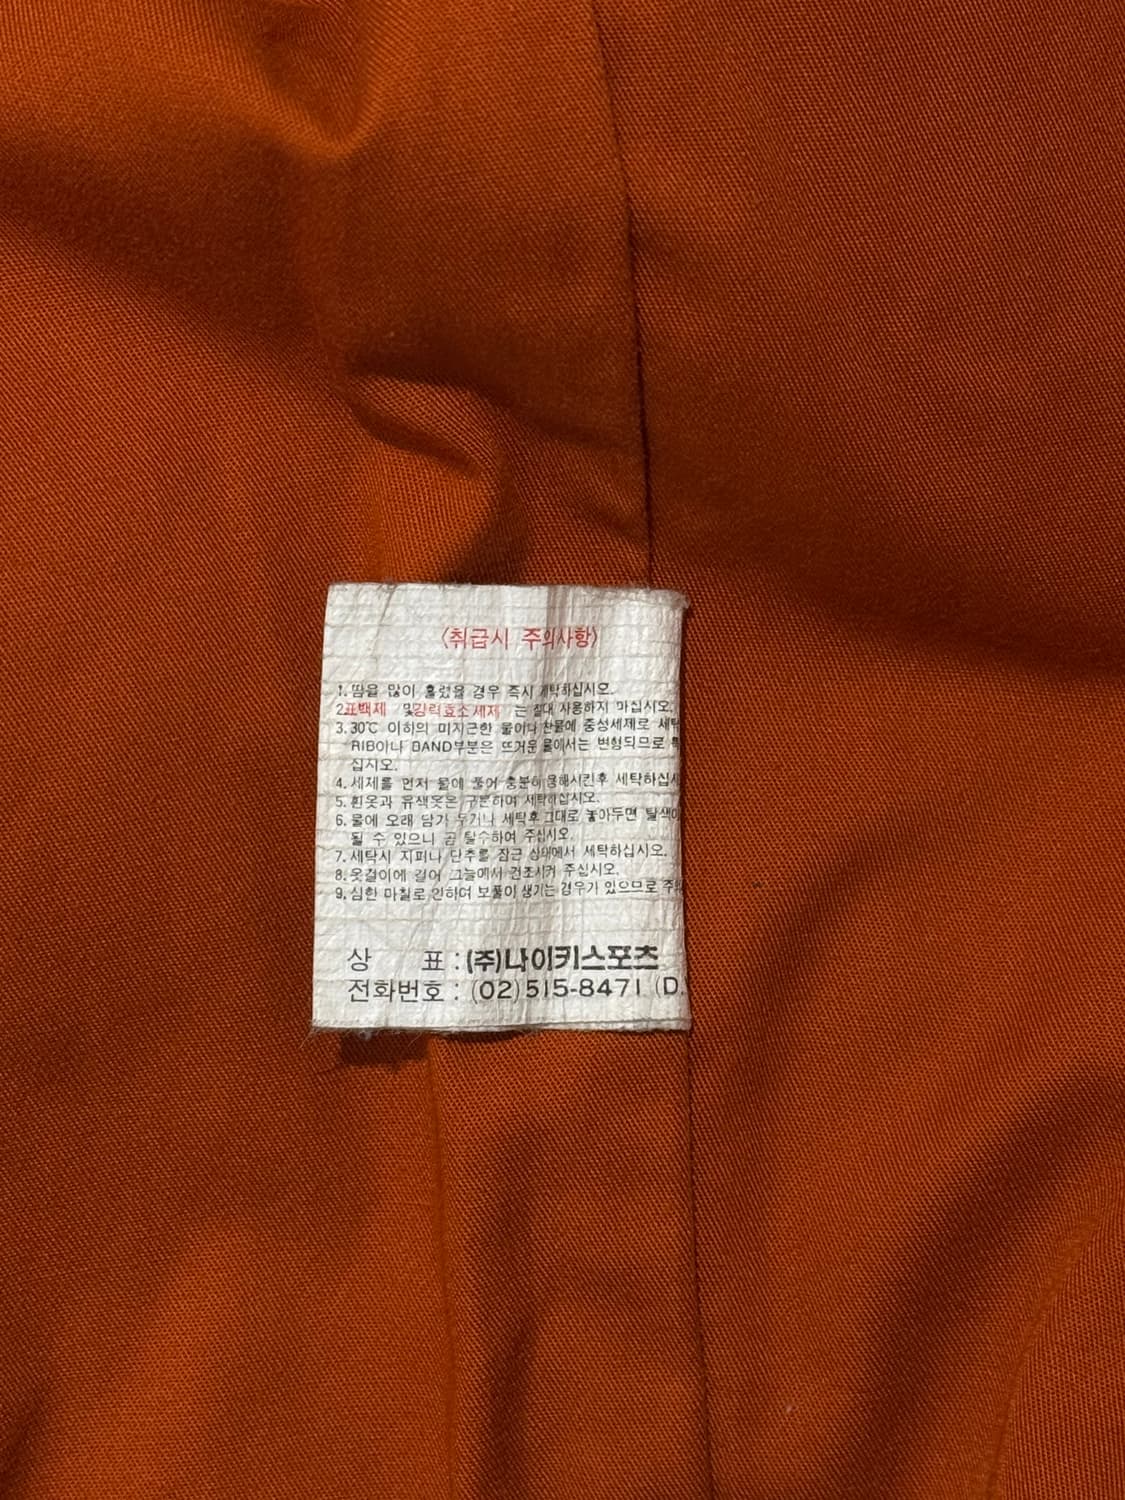 〈취급시 주의사항〉
1. 땀을 많이 흘렸을 경우 즉시 세탁하십시오.
2. 표백제 및 강력효소세제 는 절대 사용하지 마십시오.
3. 30℃ 이하의 미지근한 물이나 찬물에 중성세제로 세탁
RIB이나 BAND부분은 뜨거운 물에서는 변형되므로
십시오.
4. 세제를 먼저 물에 풀어 충분히 용해시킨후 세탁하십시
5. 흰옷과 유색옷은 구분하여 세탁하십시오.
6. 물에 오래 담가 두거나 세탁후 그대로 놓아두면 탈색이
될 수 있으니 곧 탈수하여 주십시오.
7. 세탁시 지퍼나 단추를 잠근 상태에서 세탁하십시오.
8. 옷걸이에 걸어 그늘에서 건조시켜 주십시오.
9. 심한 마찰로 인하여 보풀이 생기는 경우가 있으므로 주의
상 표 : (주)나이키스포츠
전화번호 : (02)515-8471 (D.